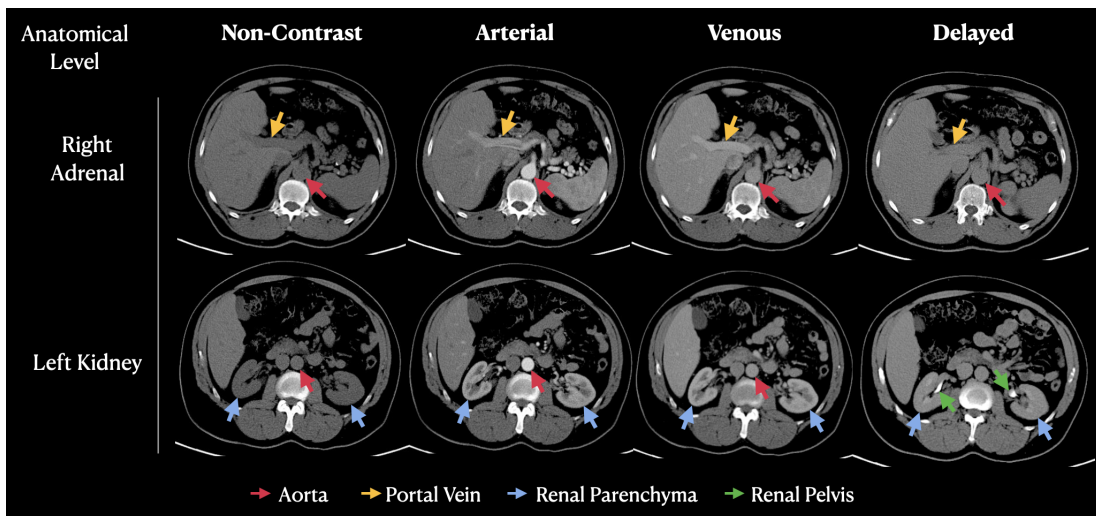 Anatomical
Level
Non-Contrast
Arterial
Venous
Delayed
Right
Adrenal
Left Kidney
Aorta
Portal Vein
Renal Parenchyma
Renal Pelvis